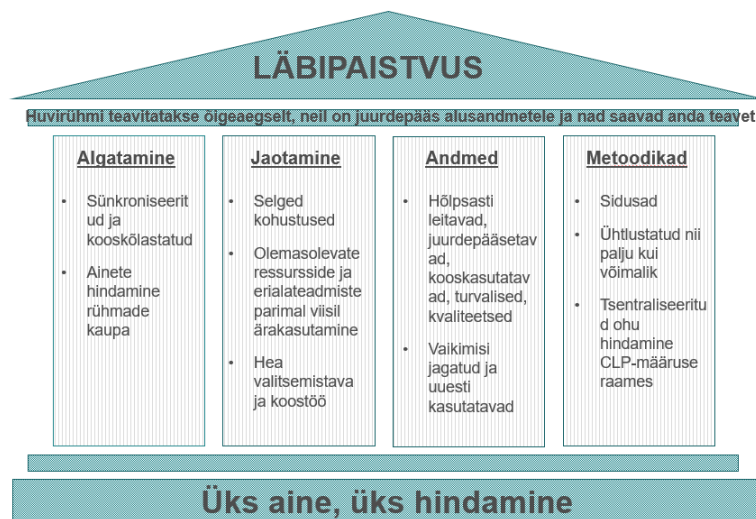 LÄBIPAISTVUS
Huvirühmi teavitatakse õigeaegselt, neil on juurdepääs alusandmetele ja nad saavad anda teavet
Algatamine
• Sünkroniseerit
ud ja
kooskõlastatud
• Ainete
hindamine
rühmade
kaupa
Jaotamine
• Selged
kohustused
• Olemasolevate
ressursside ja
erialateadmiste
parimal viisil
ärakasutamine
• Hea
valitsemistava
ja koostöö
Andmed
• Hõlpsasti
leitavad,
juurdepääsetav
ad,
kooskasutatav
ad, turvalised,
kvaliteetsed
• Vaikimisi
jagatud ja
uuesti
kasutatavad
Metoodikad
• Sidusad
• Ühtlustatud nii
palju kui
võimalik
• Tsentraliseeritu
d ohu
hindamine
CLP-määruse
raames
Üks aine, üks hindamine